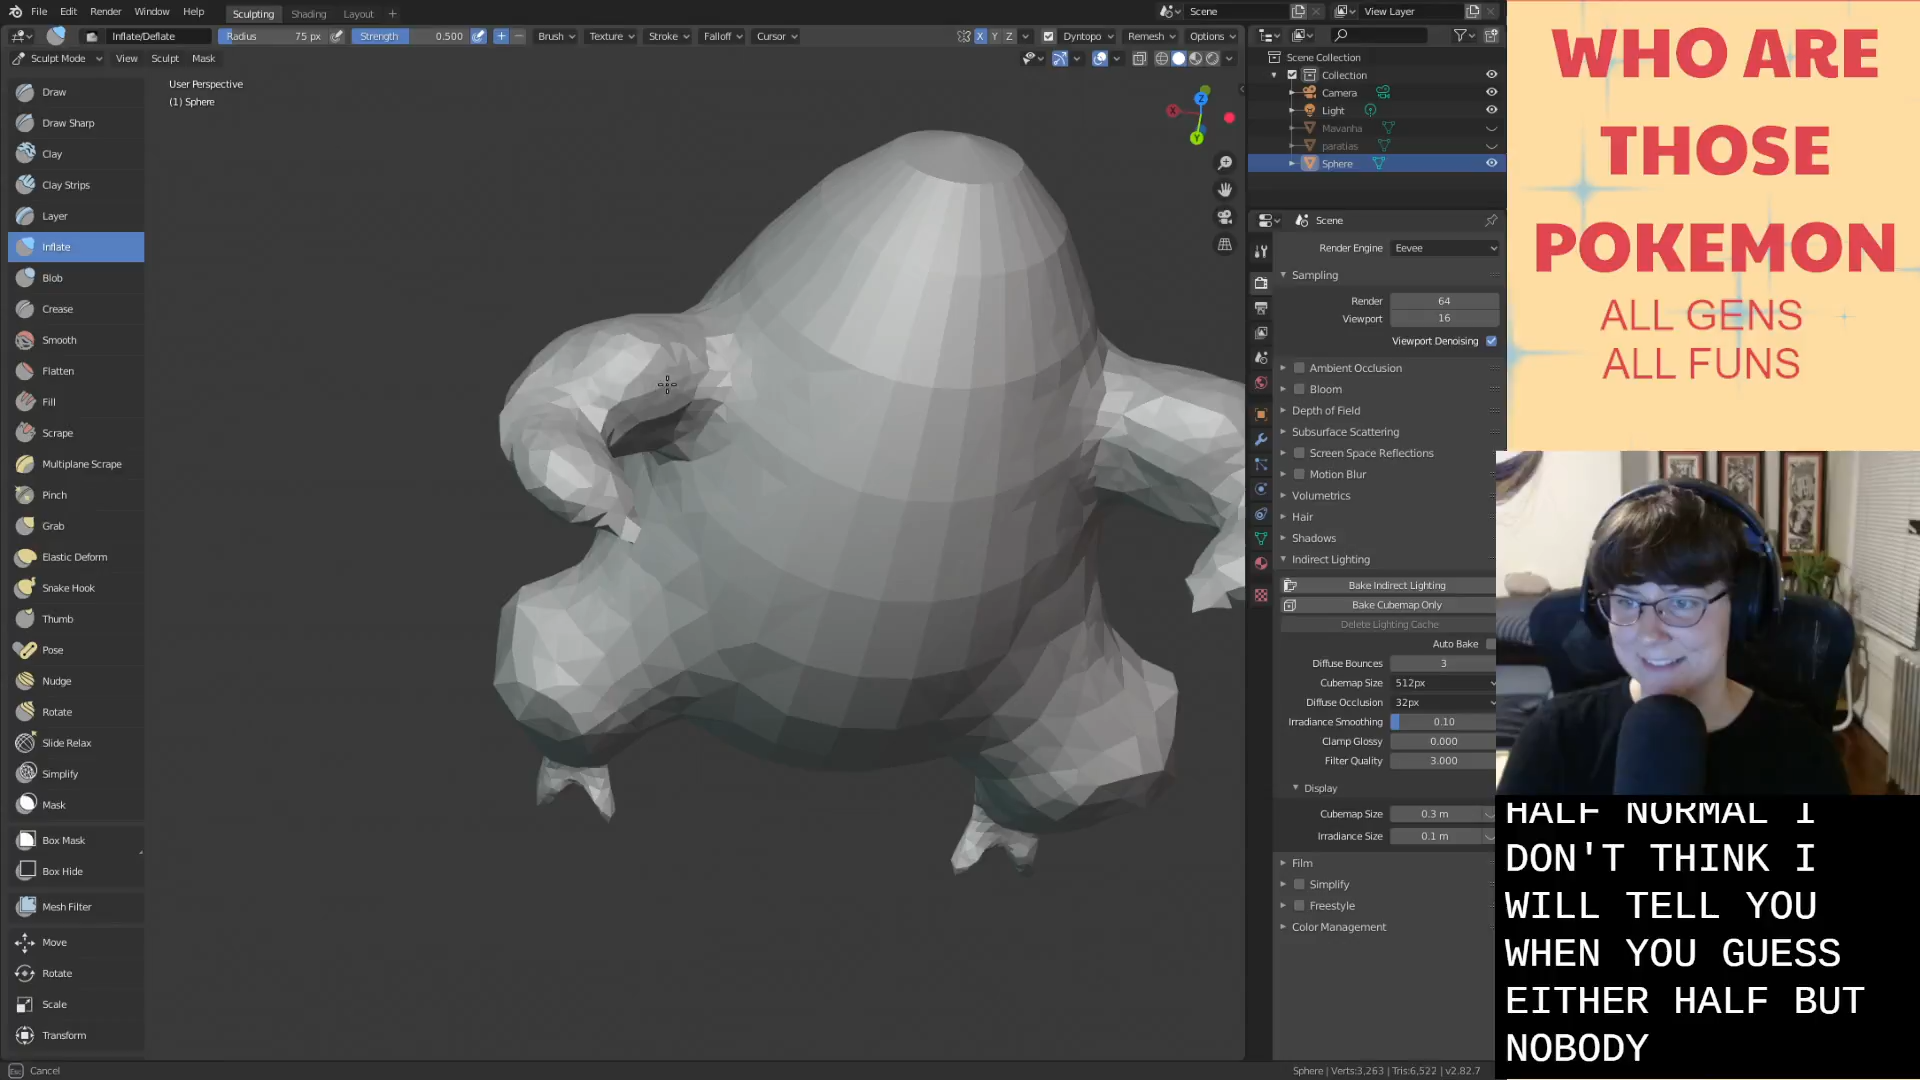 File Edit Render Window Help Sculpting Shading Layout + Scene View Layer
Inflate/Deflate Radius 75 px Strength 0.500 Brush Texture Stroke Falloff Cursor X Y Z Dyntopo Remesh Options
Sculpt Mode View Sculpt Mask
User Perspective
(1) Sphere
Draw
Draw Sharp
Clay
Clay Strips
Layer
Inflate
Blob
Crease
Smooth
Flatten
Fill
Scrape
Multiplane Scrape
Pinch
Grab
Elastic Deform
Snake Hook
Thumb
Pose
Nudge
Rotate
Slide Relax
Simplify
Mask
Box Mask
Box Hide
Mesh Filter
Move
Rotate
Scale
Transform
Cancel
X
Y
Z
Scene Collection
Collection
Camera
Light
Mavanha
paratias
Sphere
Scene
Render Engine Eevee
Sampling
Render 64
Viewport 16
Viewport Denoising
Ambient Occlusion
Bloom
Depth of Field
Subsurface Scattering
Screen Space Reflections
Motion Blur
Volumetrics
Hair
Shadows
Indirect Lighting
Bake Indirect Lighting
Bake Cubemap Only
Delete Lighting Cache
Auto Bake
Diffuse Bounces 3
Cubemap Size 512px
Diffuse Occlusion 32px
Irradiance Smoothing 0.10
Clamp Glossy 0.000
Filter Quality 3.000
Display
Cubemap Size 0.3 m
Irradiance Size 0.1 m
Film
Simplify
Freestyle
Color Management
Sphere | Verts:3,263 | Tris:6,522 | v2.82.7
WHO ARE
THOSE
POKEMON
ALL GENS
ALL FUNS
HALF NORMAL I
DON'T THINK I
WILL TELL YOU
WHEN YOU GUESS
EITHER HALF BUT
NOBODY